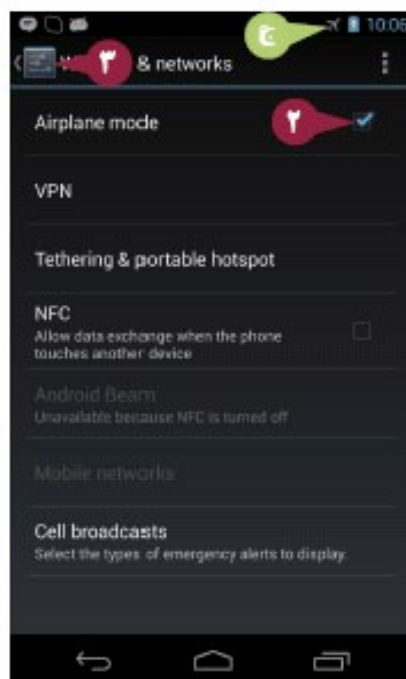 ج
10:06
٣
& networks
Airplane mode
٢
VPN
Tethering & portable hotspot
NFC
Allow data exchange when the phone
touches another device
Android Beam
Unavailable because NFC is turned off
Mobile networks
Cell broadcasts
Select the types of emergency alerts to display.